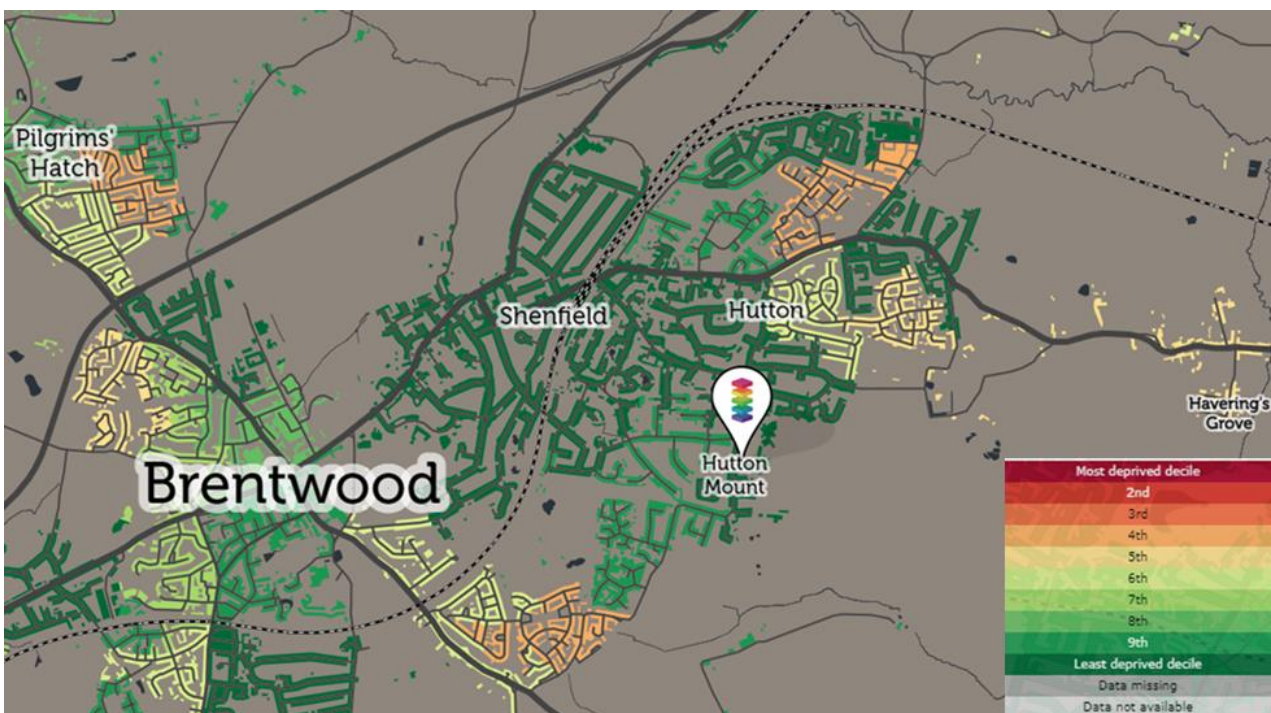 Pilgrims'
Hatch
Shenfield
Hutton
Havering's
Grove
Hutton
Mount
Brentwood
Most deprived decile
2nd
3rd
4th
5th
6th
7th
8th
9th
Least deprived decile
Data missing
Data not available